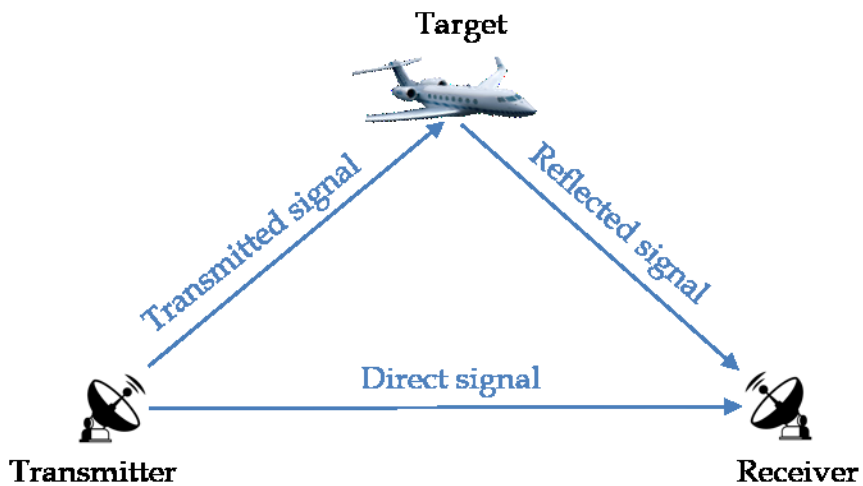 Target
Transmitted signal
Reflected signal
Direct signal
Transmitter
Receiver